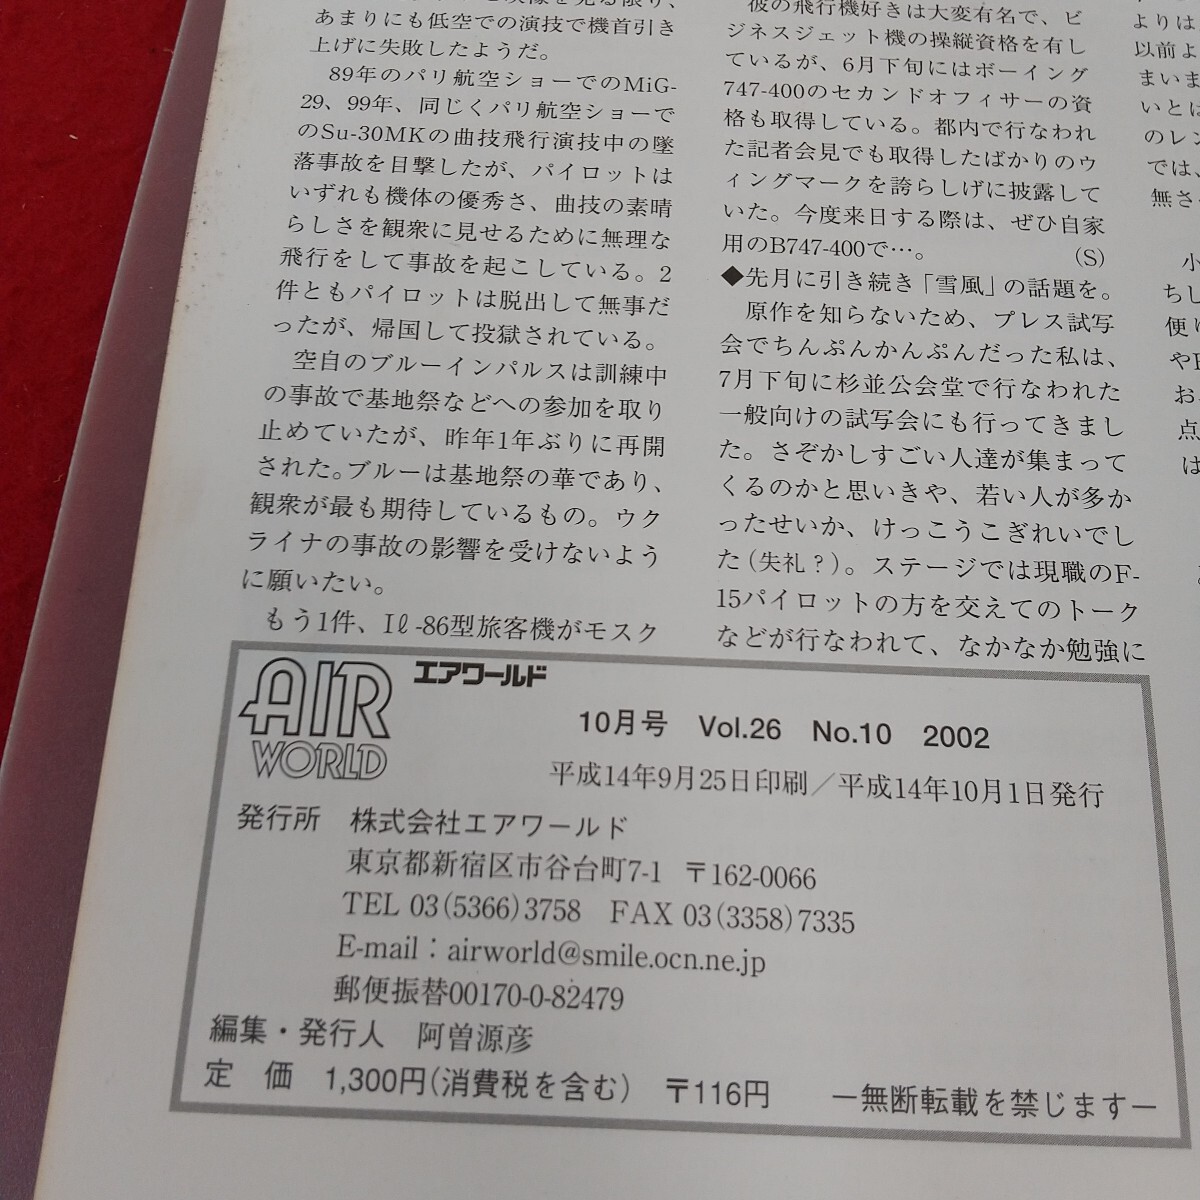 あまりにも低空での演技で機首引き
上げに失敗したようだ。
89年のパリ航空ショーでのMiG-
29、99年、同じくパリ航空ショーで
のSu-30MKの曲技飛行演技中の墜
落事故を目撃したが、パイロットは
いずれも機体の優秀さ、曲技の素晴
らしさを観衆に見せるために無理な
飛行をして事故を起こしている。2
件ともパイロットは脱出して無事だ
ったが、帰国して投獄されている。
空自のブルーインパルスは訓練中
の事故で基地祭などへの参加を取り
止めていたが、昨年1年ぶりに再開
された。ブルーは基地祭の華であり、
観衆が最も期待しているもの。ウク
ライナの事故の影響を受けないよう
に願いたい。
もう1件、Iℓ-86型旅客機がモスク
彼の飛行機好きは大変有名で、ビ
ジネスジェット機の操縦資格を有し
ているが、6月下旬にはボーイング
747-400のセカンドオフィサーの資
格も取得している。都内で行なわれ
た記者会見でも取得したばかりのウ
ィングマークを誇らしげに披露して
いた。今度来日する際は、ぜひ自家
用のB747-400で…。 (S)
◆先月に引き続き「雪風」の話題を。
原作を知らないため、プレス試写
会でちんぷんかんぷんだった私は、
7月下旬に杉並公会堂で行なわれた
一般向けの試写会にも行ってきまし
た。さぞかしすごい人達が集まって
くるのかと思いきや、若い人が多か
ったせいか、けっこうこぎれいでし
た(失礼?)。ステージでは現職のF-
15パイロットの方を交えてのトーク
などが行なわれて、なかなか勉強に
よりは
以前よ
まいま
いとは
のレン
では、
無さそ
小
ちし
便り
お
点
は
AIR WORLD エアワールド
10月号 Vol.26 No.10 2002
平成14年9月25日印刷/平成14年10月1日発行
発行所 株式会社エアワールド
東京都新宿区市谷台町7-1 〒162-0066
TEL 03(5366)3758 FAX 03(3358)7335
E-mail:airworld@smile.ocn.ne.jp
郵便振替00170-0-82479
編集・発行人 阿曽源彦
定 価 1,300円(消費税を含む) 〒116円 ー無断転載を禁じますー